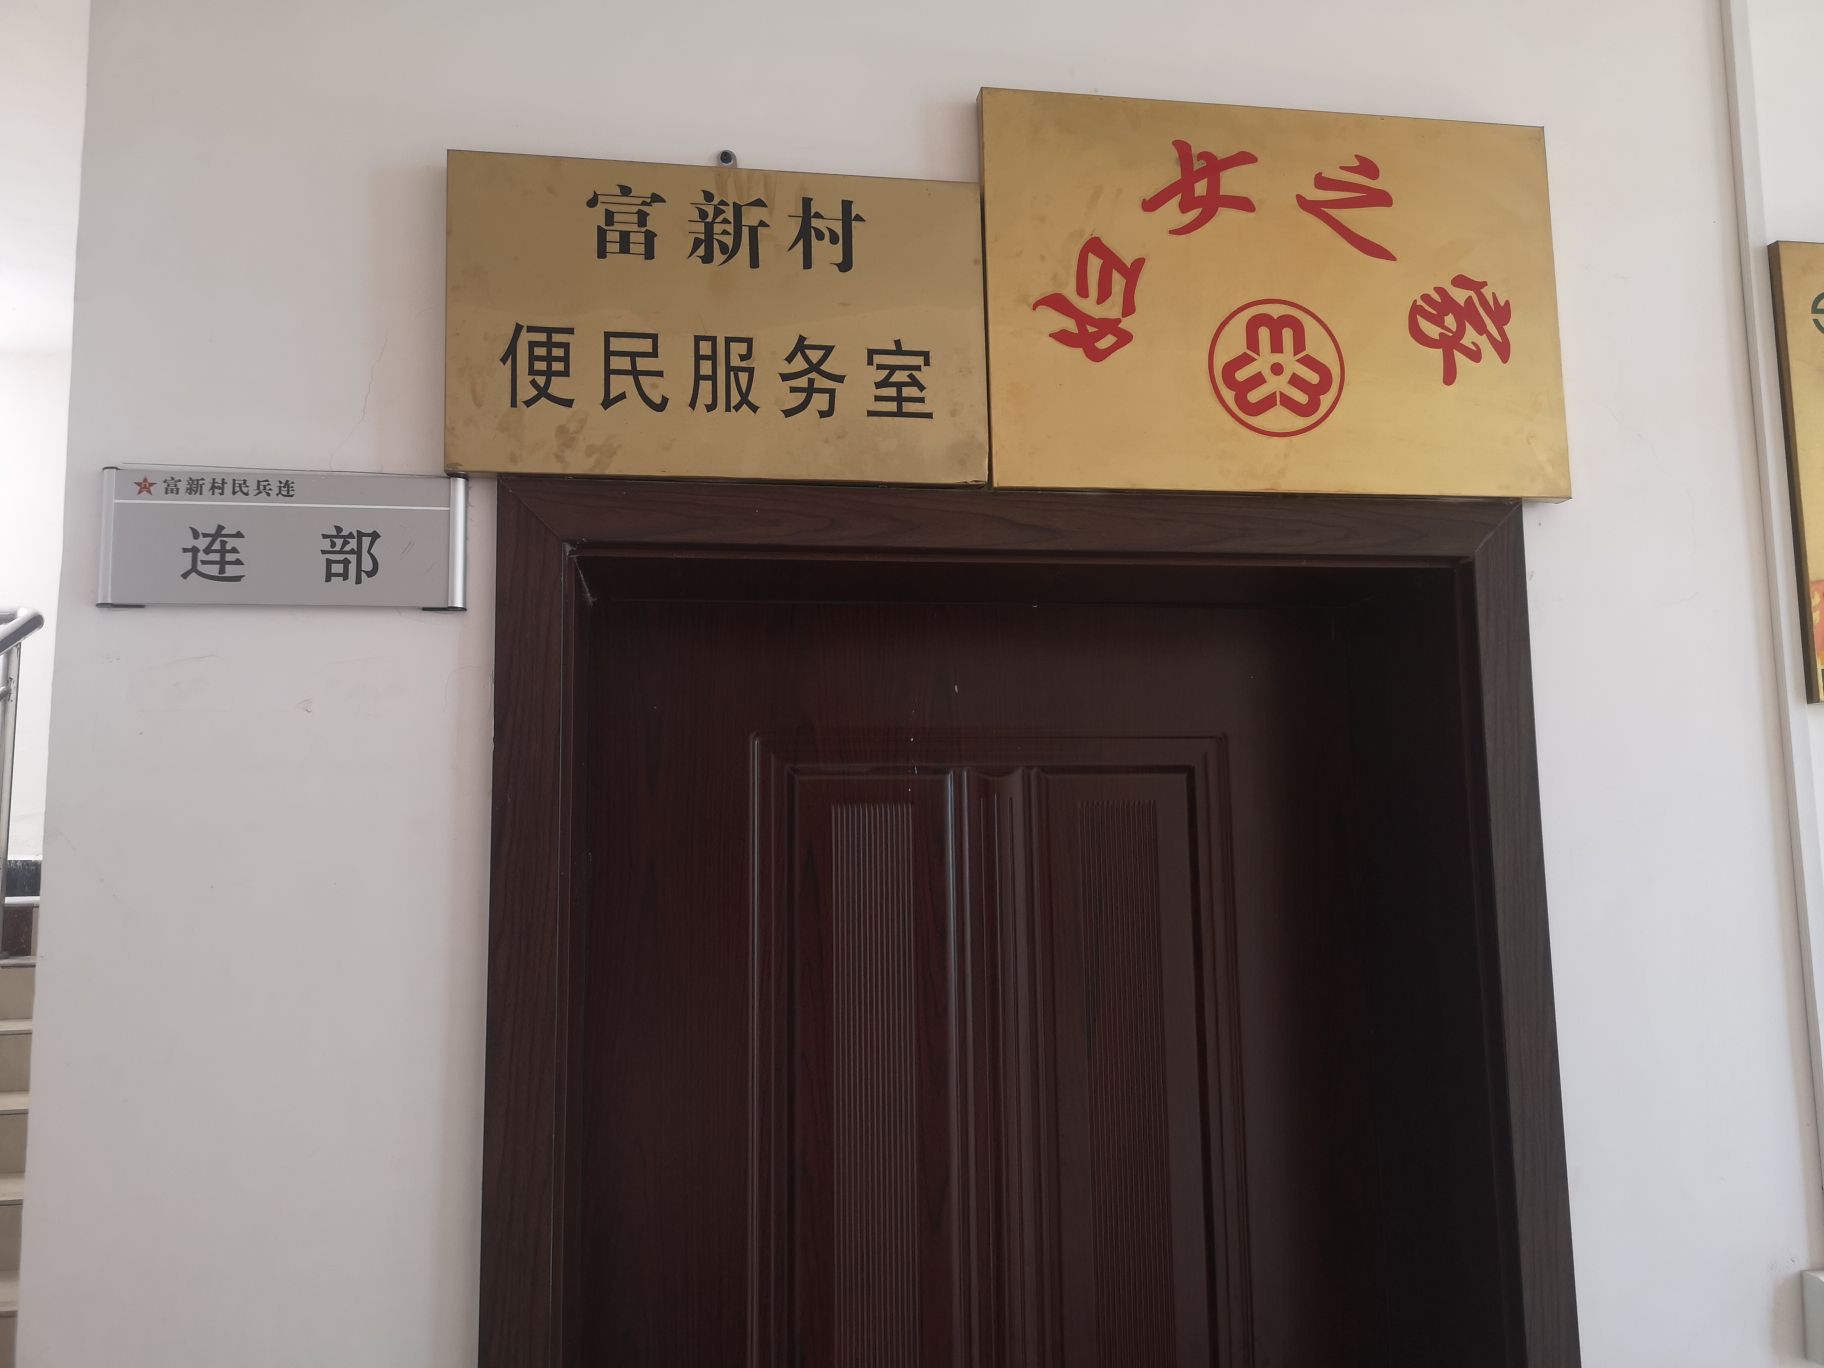 富新村
便民服务室
妇女之家
富新村民兵连
连 部